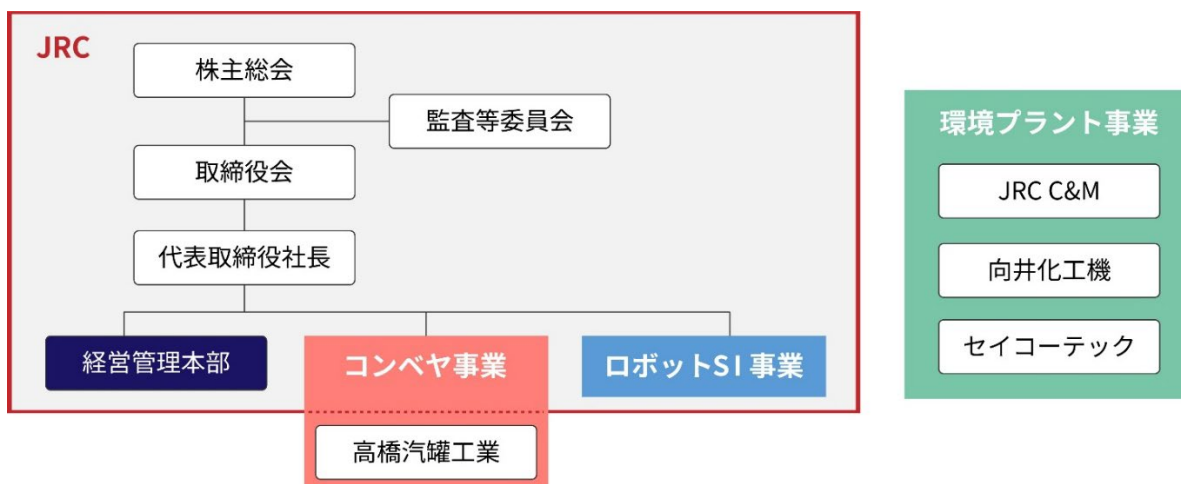 JRC
株主総会
監査等委員会
取締役会
代表取締役社長
経営管理本部
コンベヤ事業
ロボットSI 事業
高橋汽罐工業
環境プラント事業
JRC C&M
向井化工機
セイコーテック